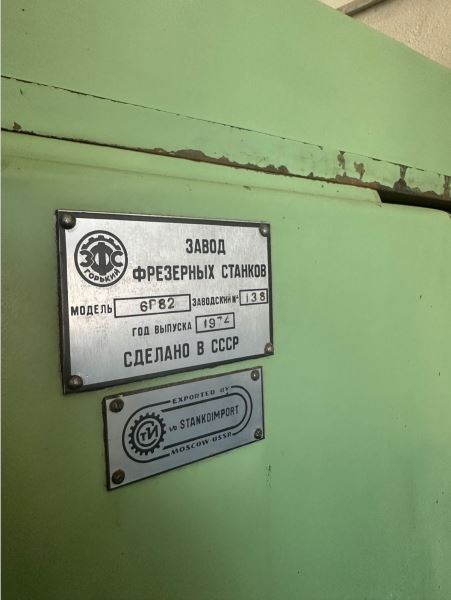 ЗФС
ГОРЬКИЙ
ЗАВОД
ФРЕЗЕРНЫХ СТАНКОВ
МОДЕЛЬ 6Р82 ЗАВОДСКИЙ № 138
ГОД ВЫПУСКА 1974
СДЕЛАНО В СССР
EXPORTED BY
V/O STANKOIMPORT
MOSCOW USSR